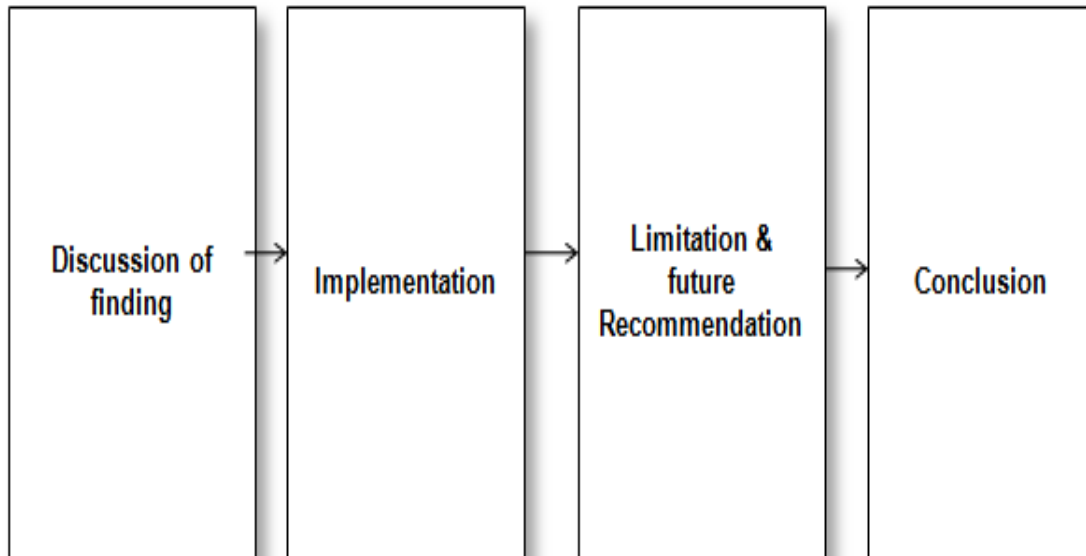 Discussion of
finding
Implementation
Limitation &
future
Recommendation
Conclusion